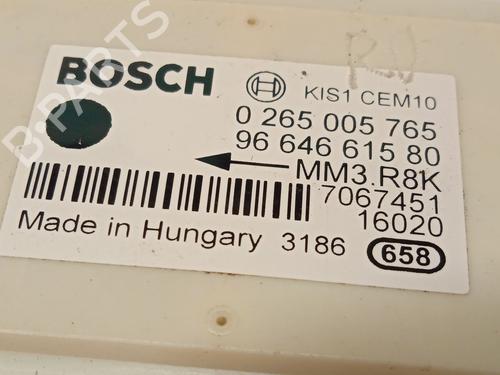 B-PARTS
BOSCH KIS1 CEM10
0 265 005 765
96 646 615 80
MM3.R8K
7067451
16020
Made in Hungary 3186 658